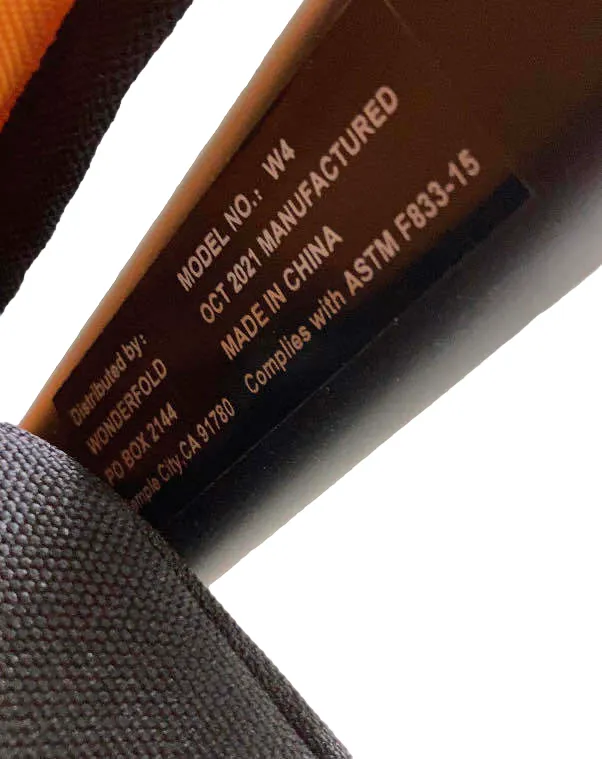 MODEL NO.: W4
OCT 2021 MANUFACTURED
MADE IN CHINA
Complies with ASTM F833-15
Distributed by:
WONDERFOLD
PO BOX 2144
City, CA 91780